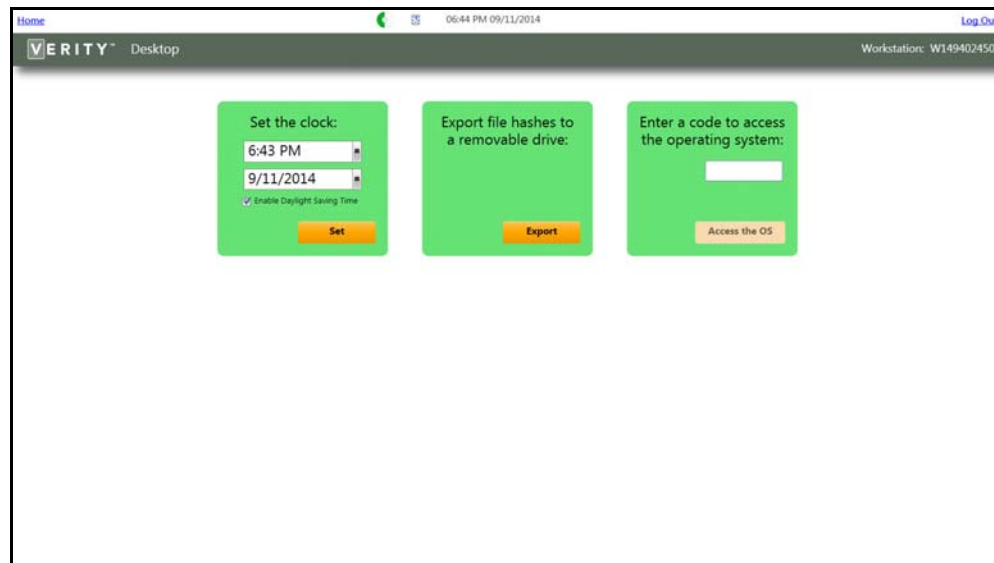 Home
06:44 PM 09/11/2014
Log Ou
VERITY™ Desktop
Workstation: W149402450
Set the clock:
6:43 PM
9/11/2014
Enable Daylight Saving Time
Set
Export file hashes to
a removable drive:
Export
Enter a code to access
the operating system:
Access the OS